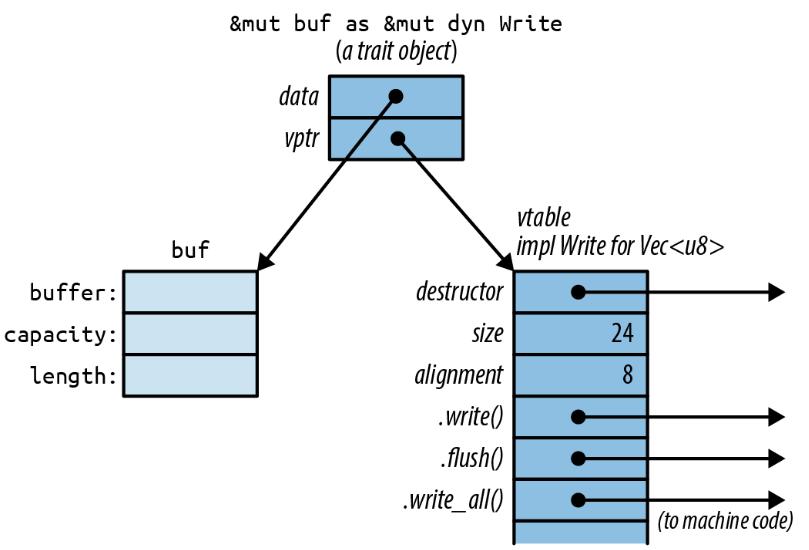 &mut buf as &mut dyn Write
(a trait object)
data
vptr
buf
buffer:
capacity:
length:
vtable
impl Write for Vec<u8>
destructor
size 24
alignment 8
.write()
.flush()
.write_all()
(to machine code)